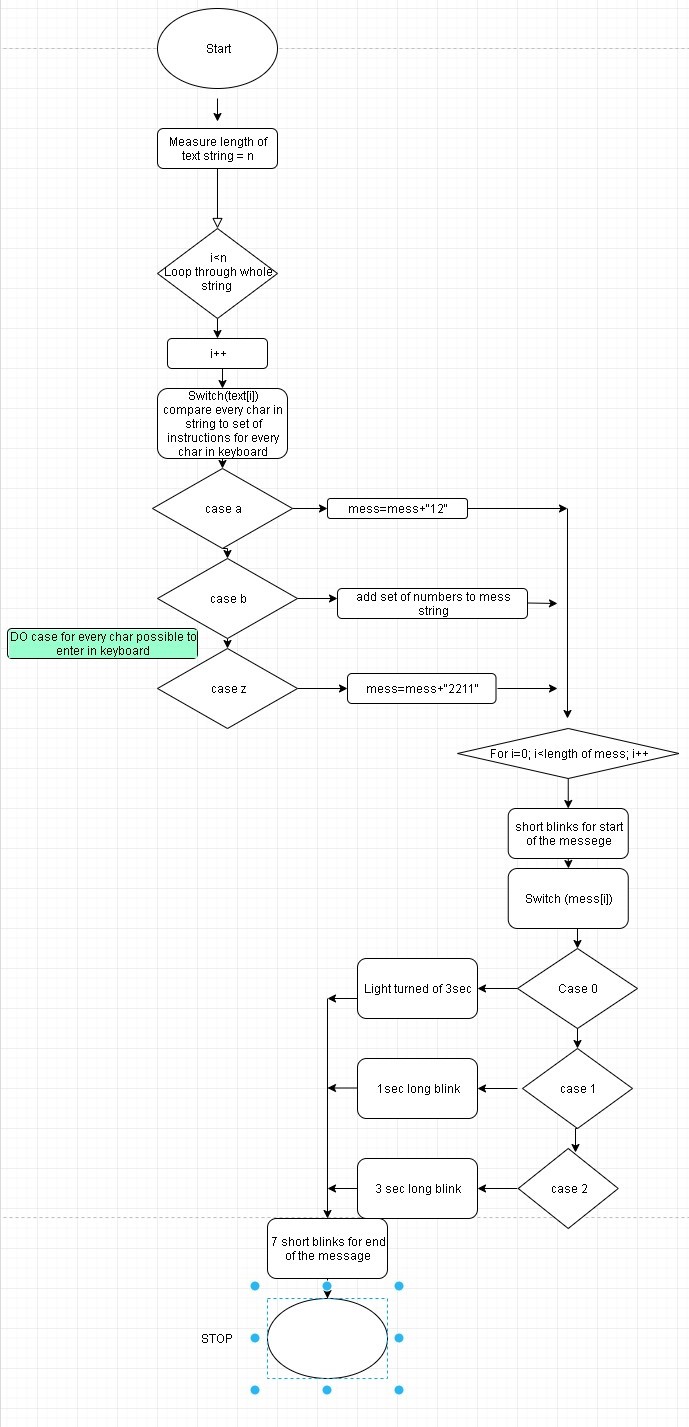 Start
Measure length of
text string = n
i<n
Loop through whole
string
i++
Switch(text[i])
compare every char in
string to set of
instructions for every
char in keyboard
case a
mess=mess+"12"
case b
add set of numbers to mess
string
DO case for every char possible to
enter in keyboard
case z
mess=mess+"2211"
For i=0; i<length of mess; i++
short blinks for start
of the messege
Switch (mess[i])
Case 0
Light turned of 3sec
case 1
1sec long blink
case 2
3 sec long blink
7 short blinks for end
of the message
STOP